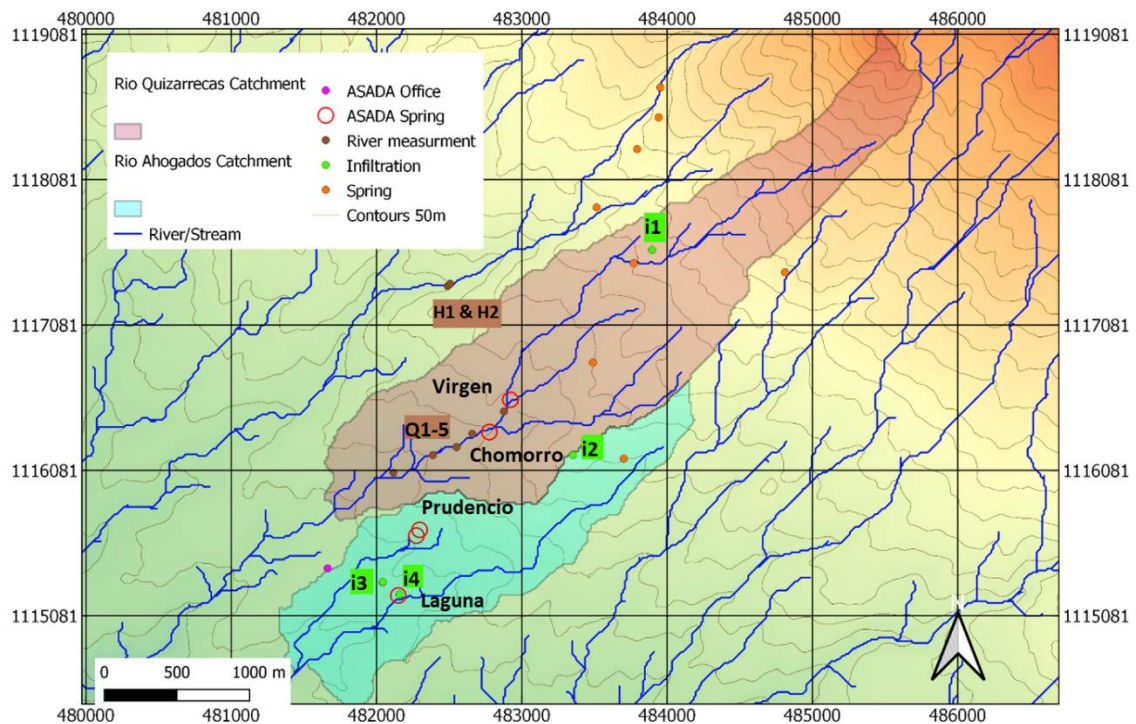 480000 481000 482000 483000 484000 485000 486000
1119081 1119081
Rio Quizarrecas Catchment
Rio Ahogados Catchment
River/Stream
ASADA Office
ASADA Spring
River measurment
Infiltration
Spring
Contours 50m
1118081 1118081
i1
H1 & H2
1117081 1117081
Virgen
Q1-5
Chomorro
i2
1116081 1116081
Prudencio
i3
i4
Laguna
1115081 1115081
N
0 500 1000 m
480000 481000 482000 483000 484000 485000 486000